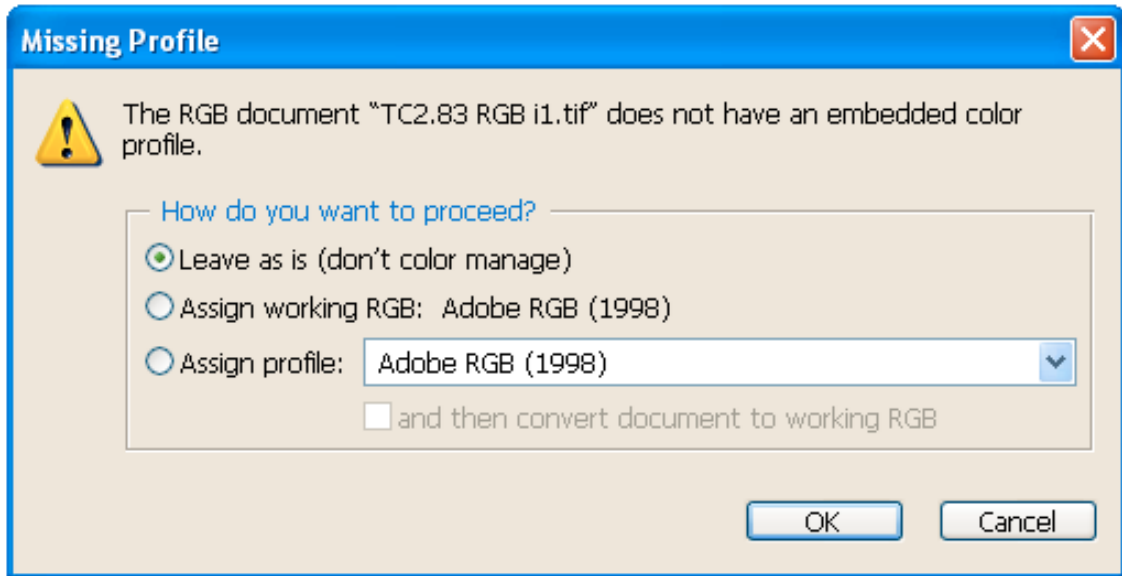 Missing Profile
The RGB document “TC2.83 RGB i1.tif” does not have an embedded color
profile.
How do you want to proceed?
Leave as is (don't color manage)
Assign working RGB: Adobe RGB (1998)
Assign profile: Adobe RGB (1998)
and then convert document to working RGB
OK Cancel